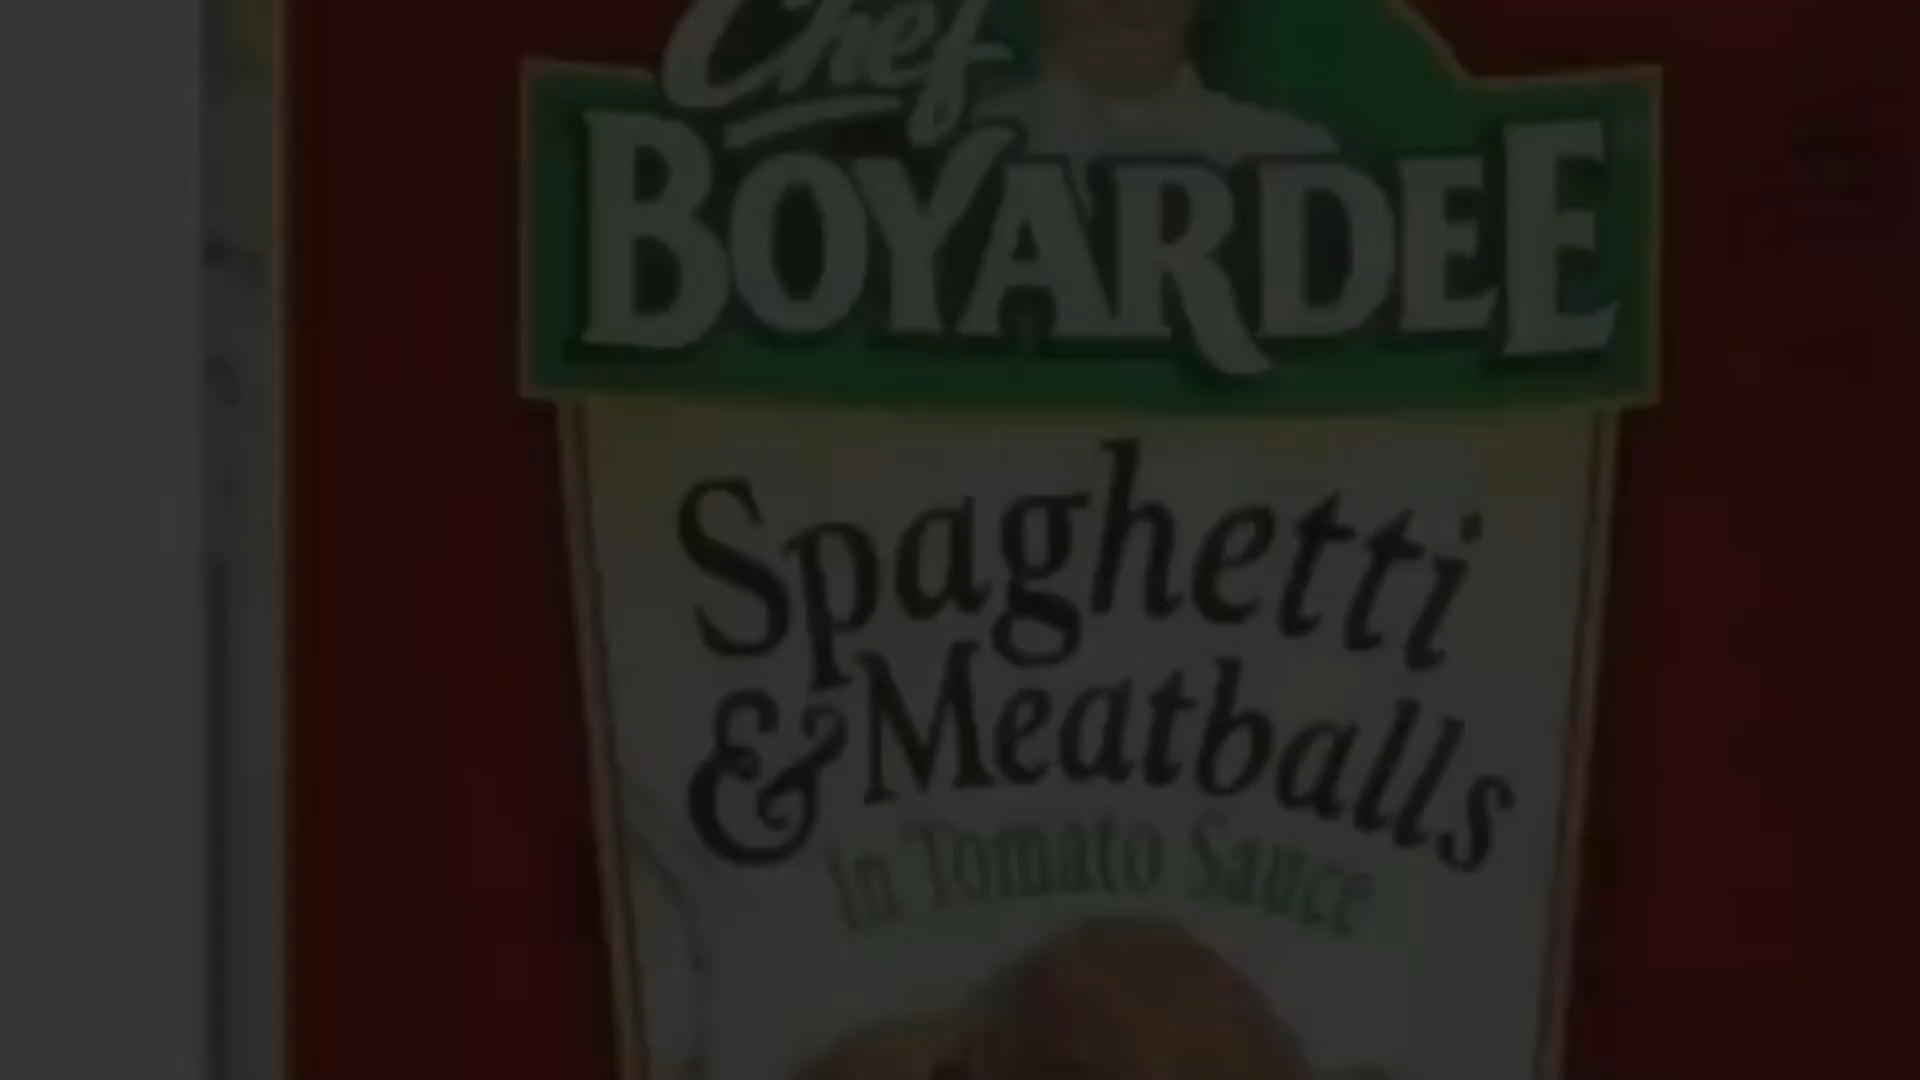 Chef
BOYARDEE
Spaghetti
& Meatballs
In Tomato Sauce